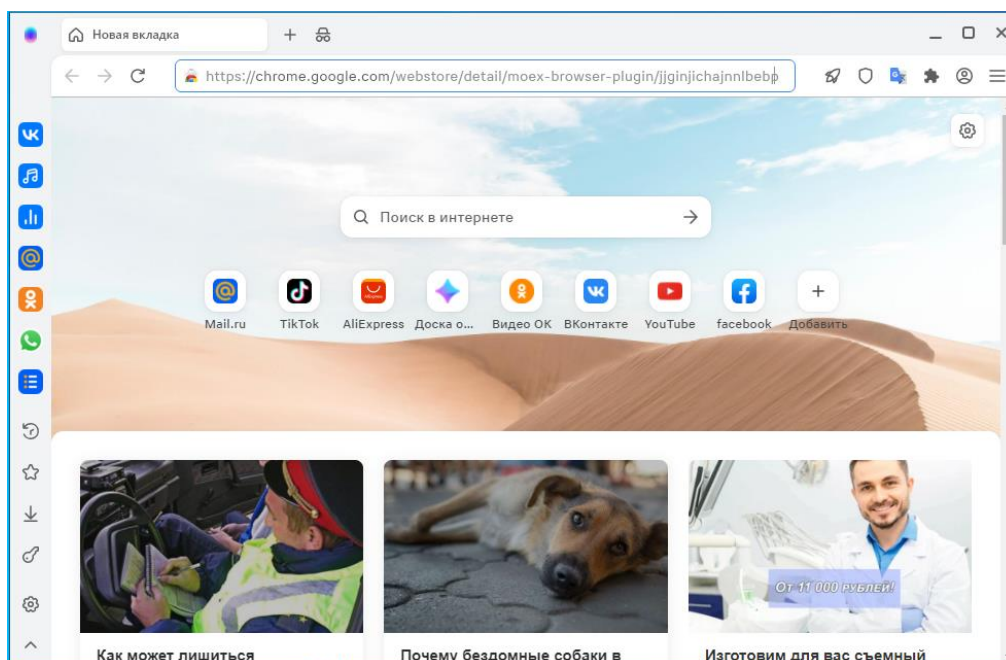 Новая вкладка
https://chrome.google.com/webstore/detail/moex-browser-plugin/jjginjichajnnlbebp
Поиск в интернете
Mail.ru TikTok AliExpress Доска о... Видео ОК ВКонтакте YouTube facebook Добавить
От 11 000 РУБЛЕЙ!
Как может лишиться
Почему бездомные собаки в
Изготовим для вас съемный